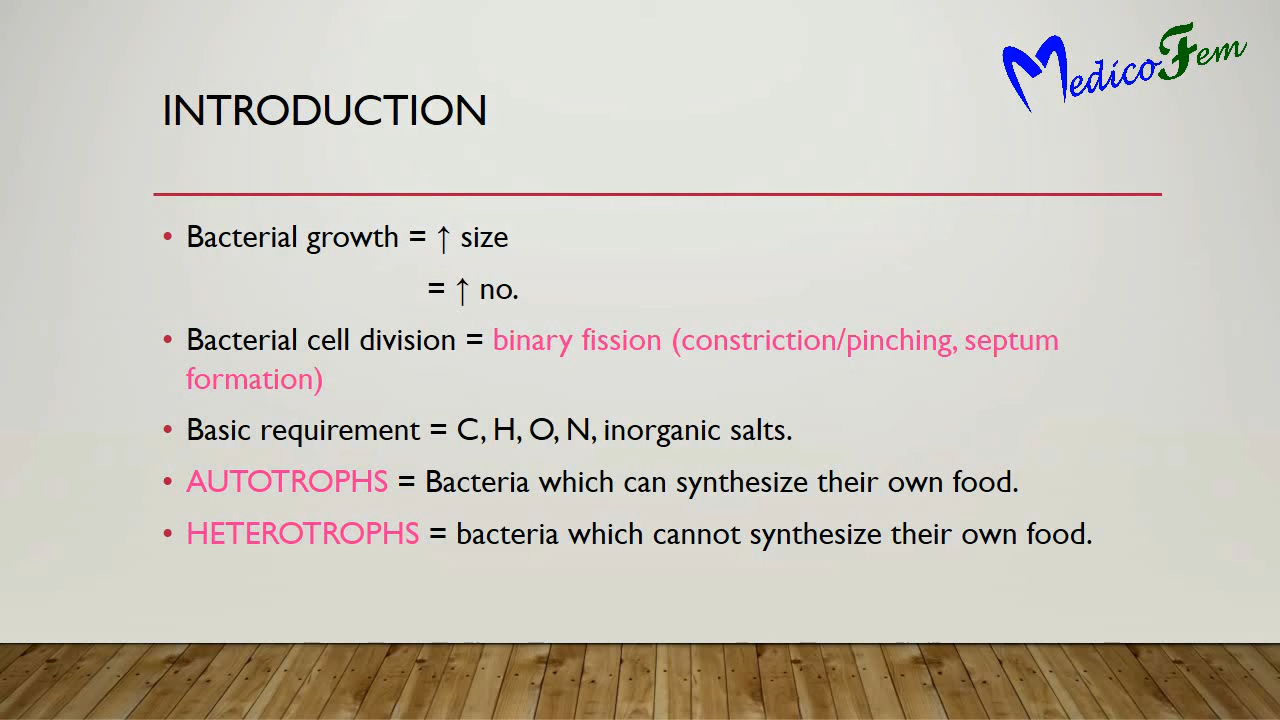 MedicoFem
INTRODUCTION
• Bacterial growth = ↑ size
= ↑ no.
• Bacterial cell division = binary fission (constriction/pinching, septum
formation)
• Basic requirement = C, H, O, N, inorganic salts.
• AUTOTROPHS = Bacteria which can synthesize their own food.
• HETEROTROPHS = bacteria which cannot synthesize their own food.